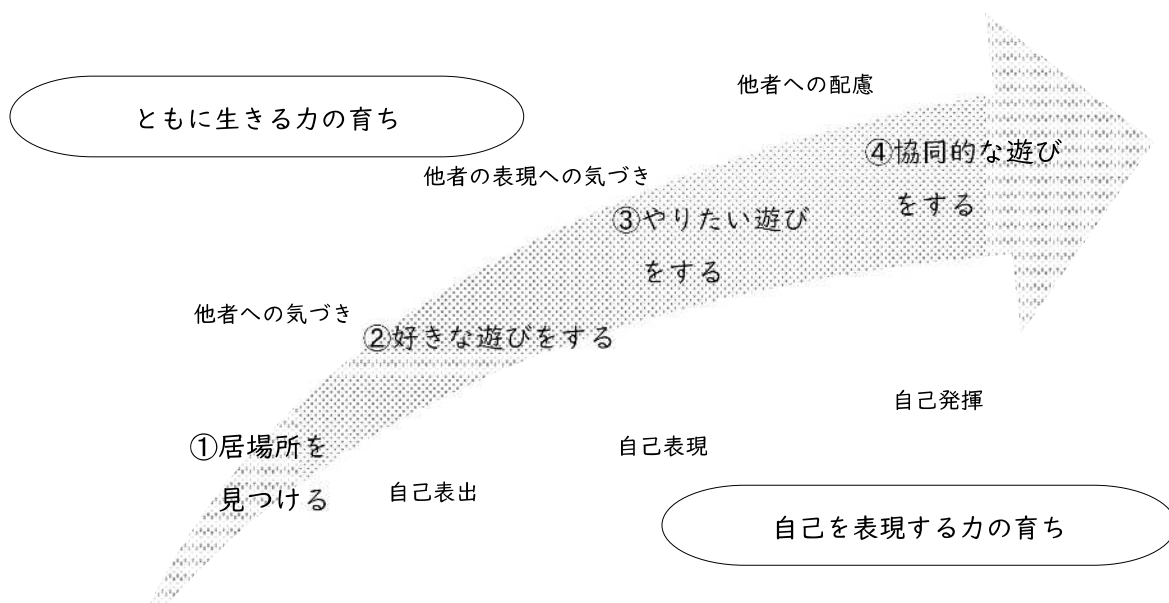 ともに生きる力の育ち
他者への配慮
④協同的な遊び
をする
他者の表現への気づき
③やりたい遊び
をする
他者への気づき
②好きな遊びをする
自己発揮
①居場所を
見つける
自己表現
自己表出
自己を表現する力の育ち